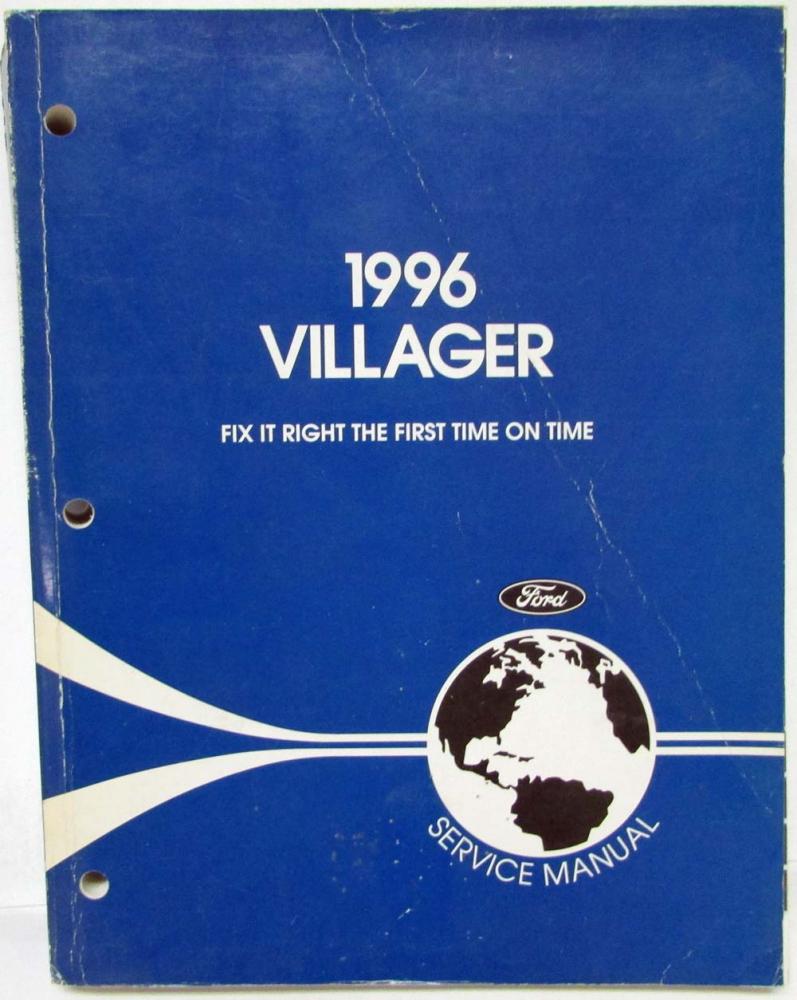 1996
VILLAGER
FIX IT RIGHT THE FIRST TIME ON TIME
Ford
SERVICE MANUAL